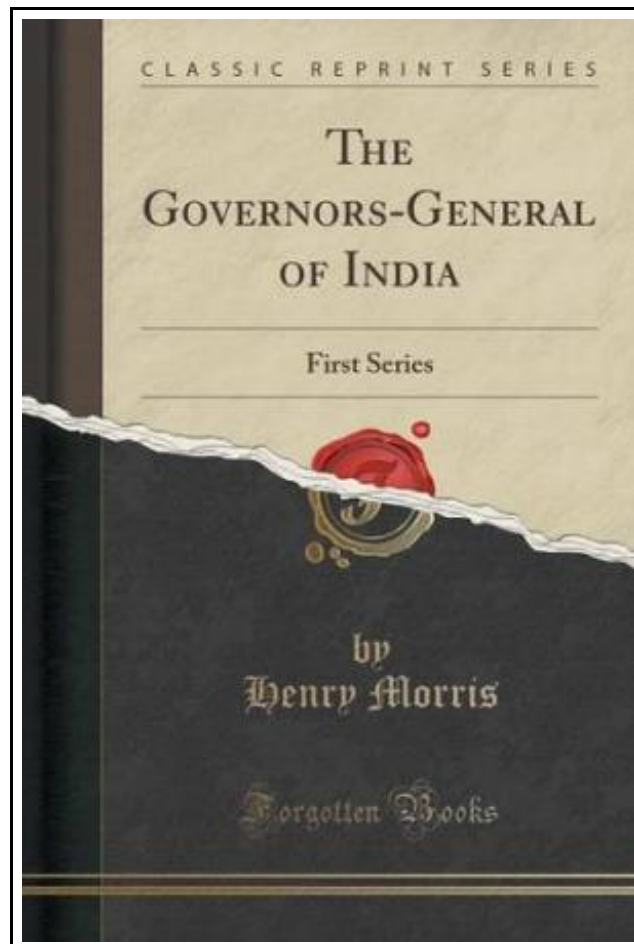 CLASSIC REPRINT SERIES
THE
GOVERNORS-GENERAL
OF INDIA
First Series
by
Henry Morris
Forgotten Books